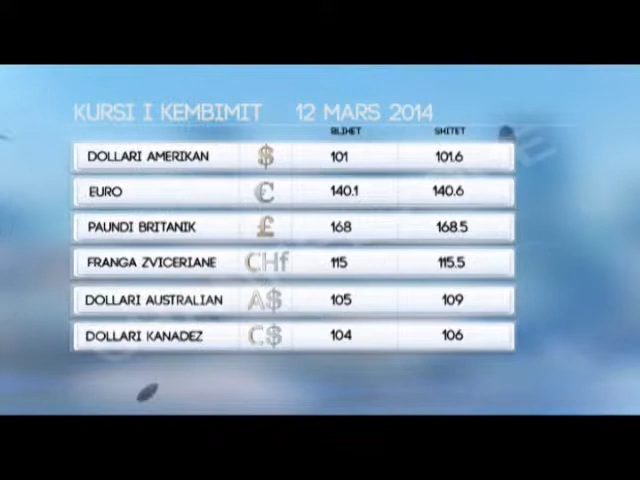 KURSI I KEMBIMIT 12 MARS 2014
BLIHET SHITET
DOLLARI AMERIKAN $ 101 101.6
EURO € 140.1 140.6
PAUNDI BRITANIK £ 168 168.5
FRANGA ZVICERIANE CHf 115 115.5
DOLLARI AUSTRALIAN A$ 105 109
DOLLARI KANADEZ C$ 104 106